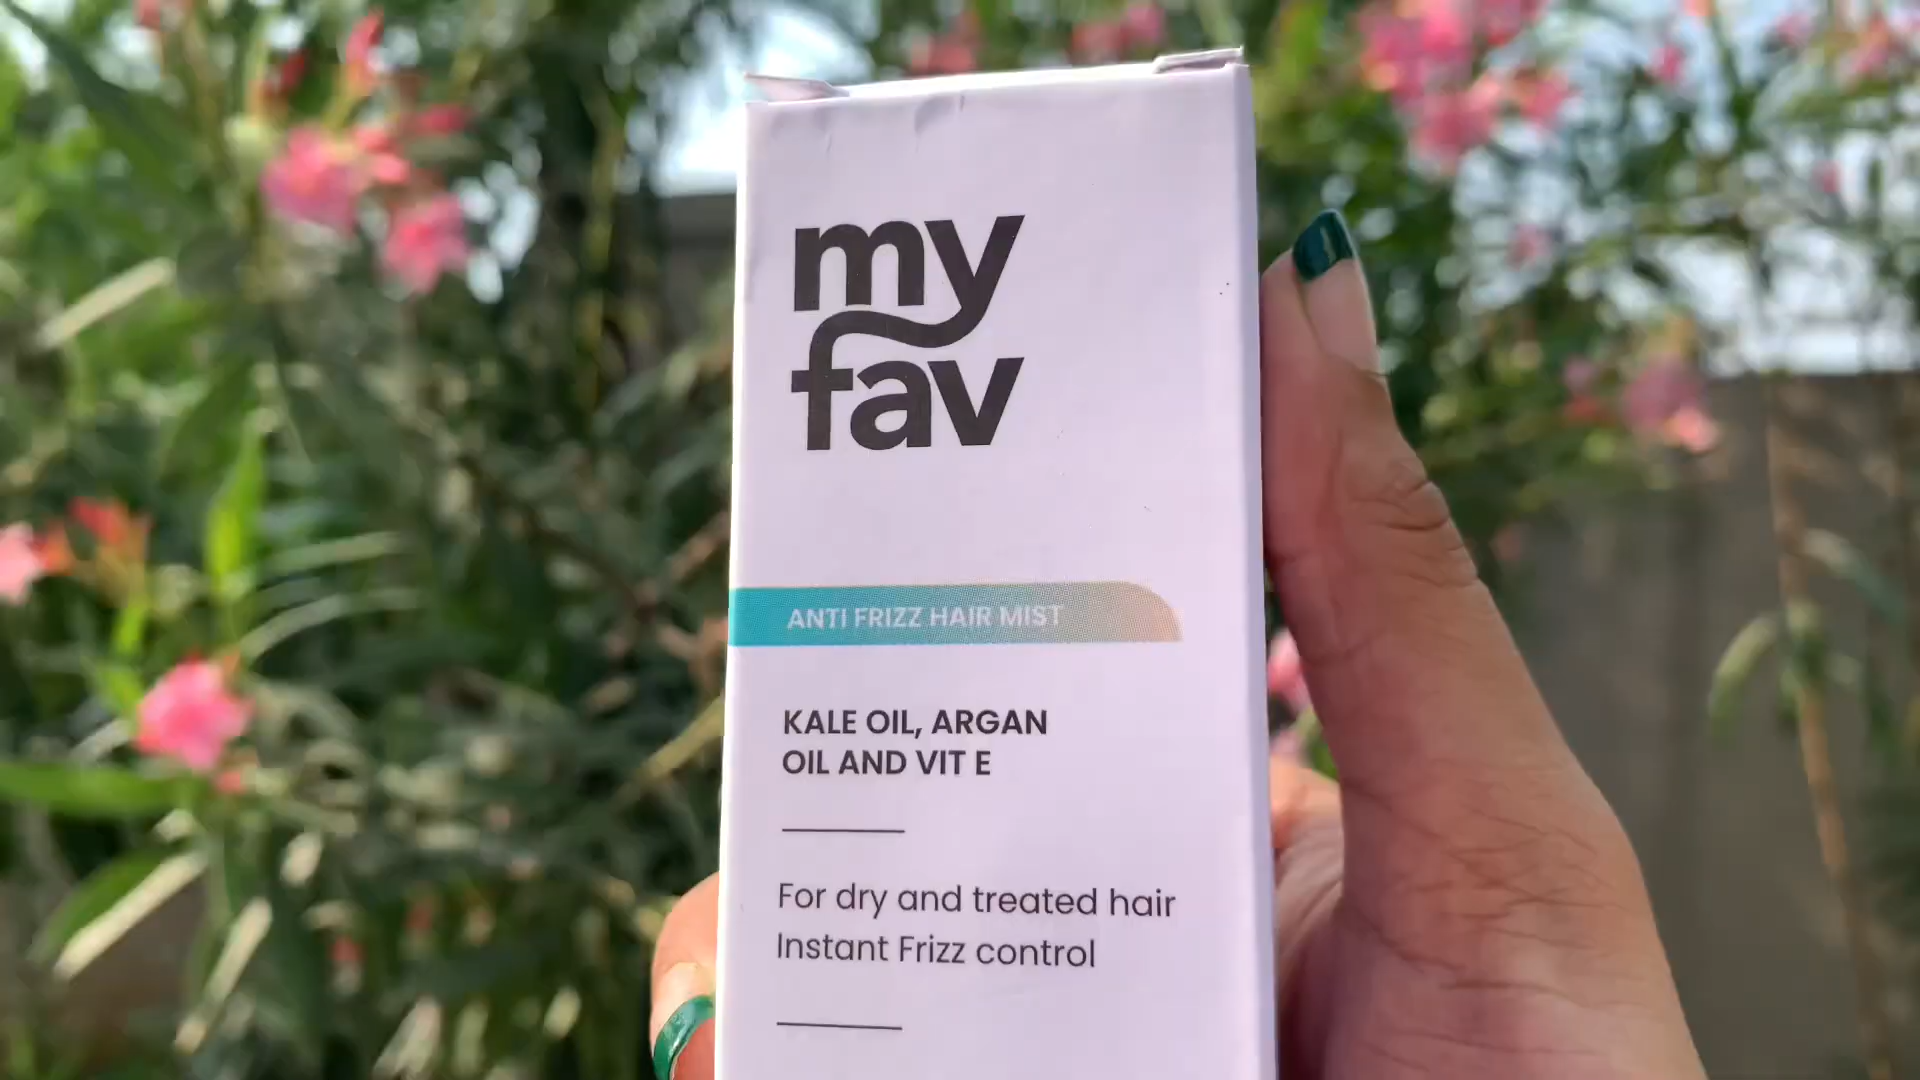 my
fav
ANTI FRIZZ HAIR MIST
KALE OIL, ARGAN
OIL AND VIT E
For dry and treated hair
Instant Frizz control